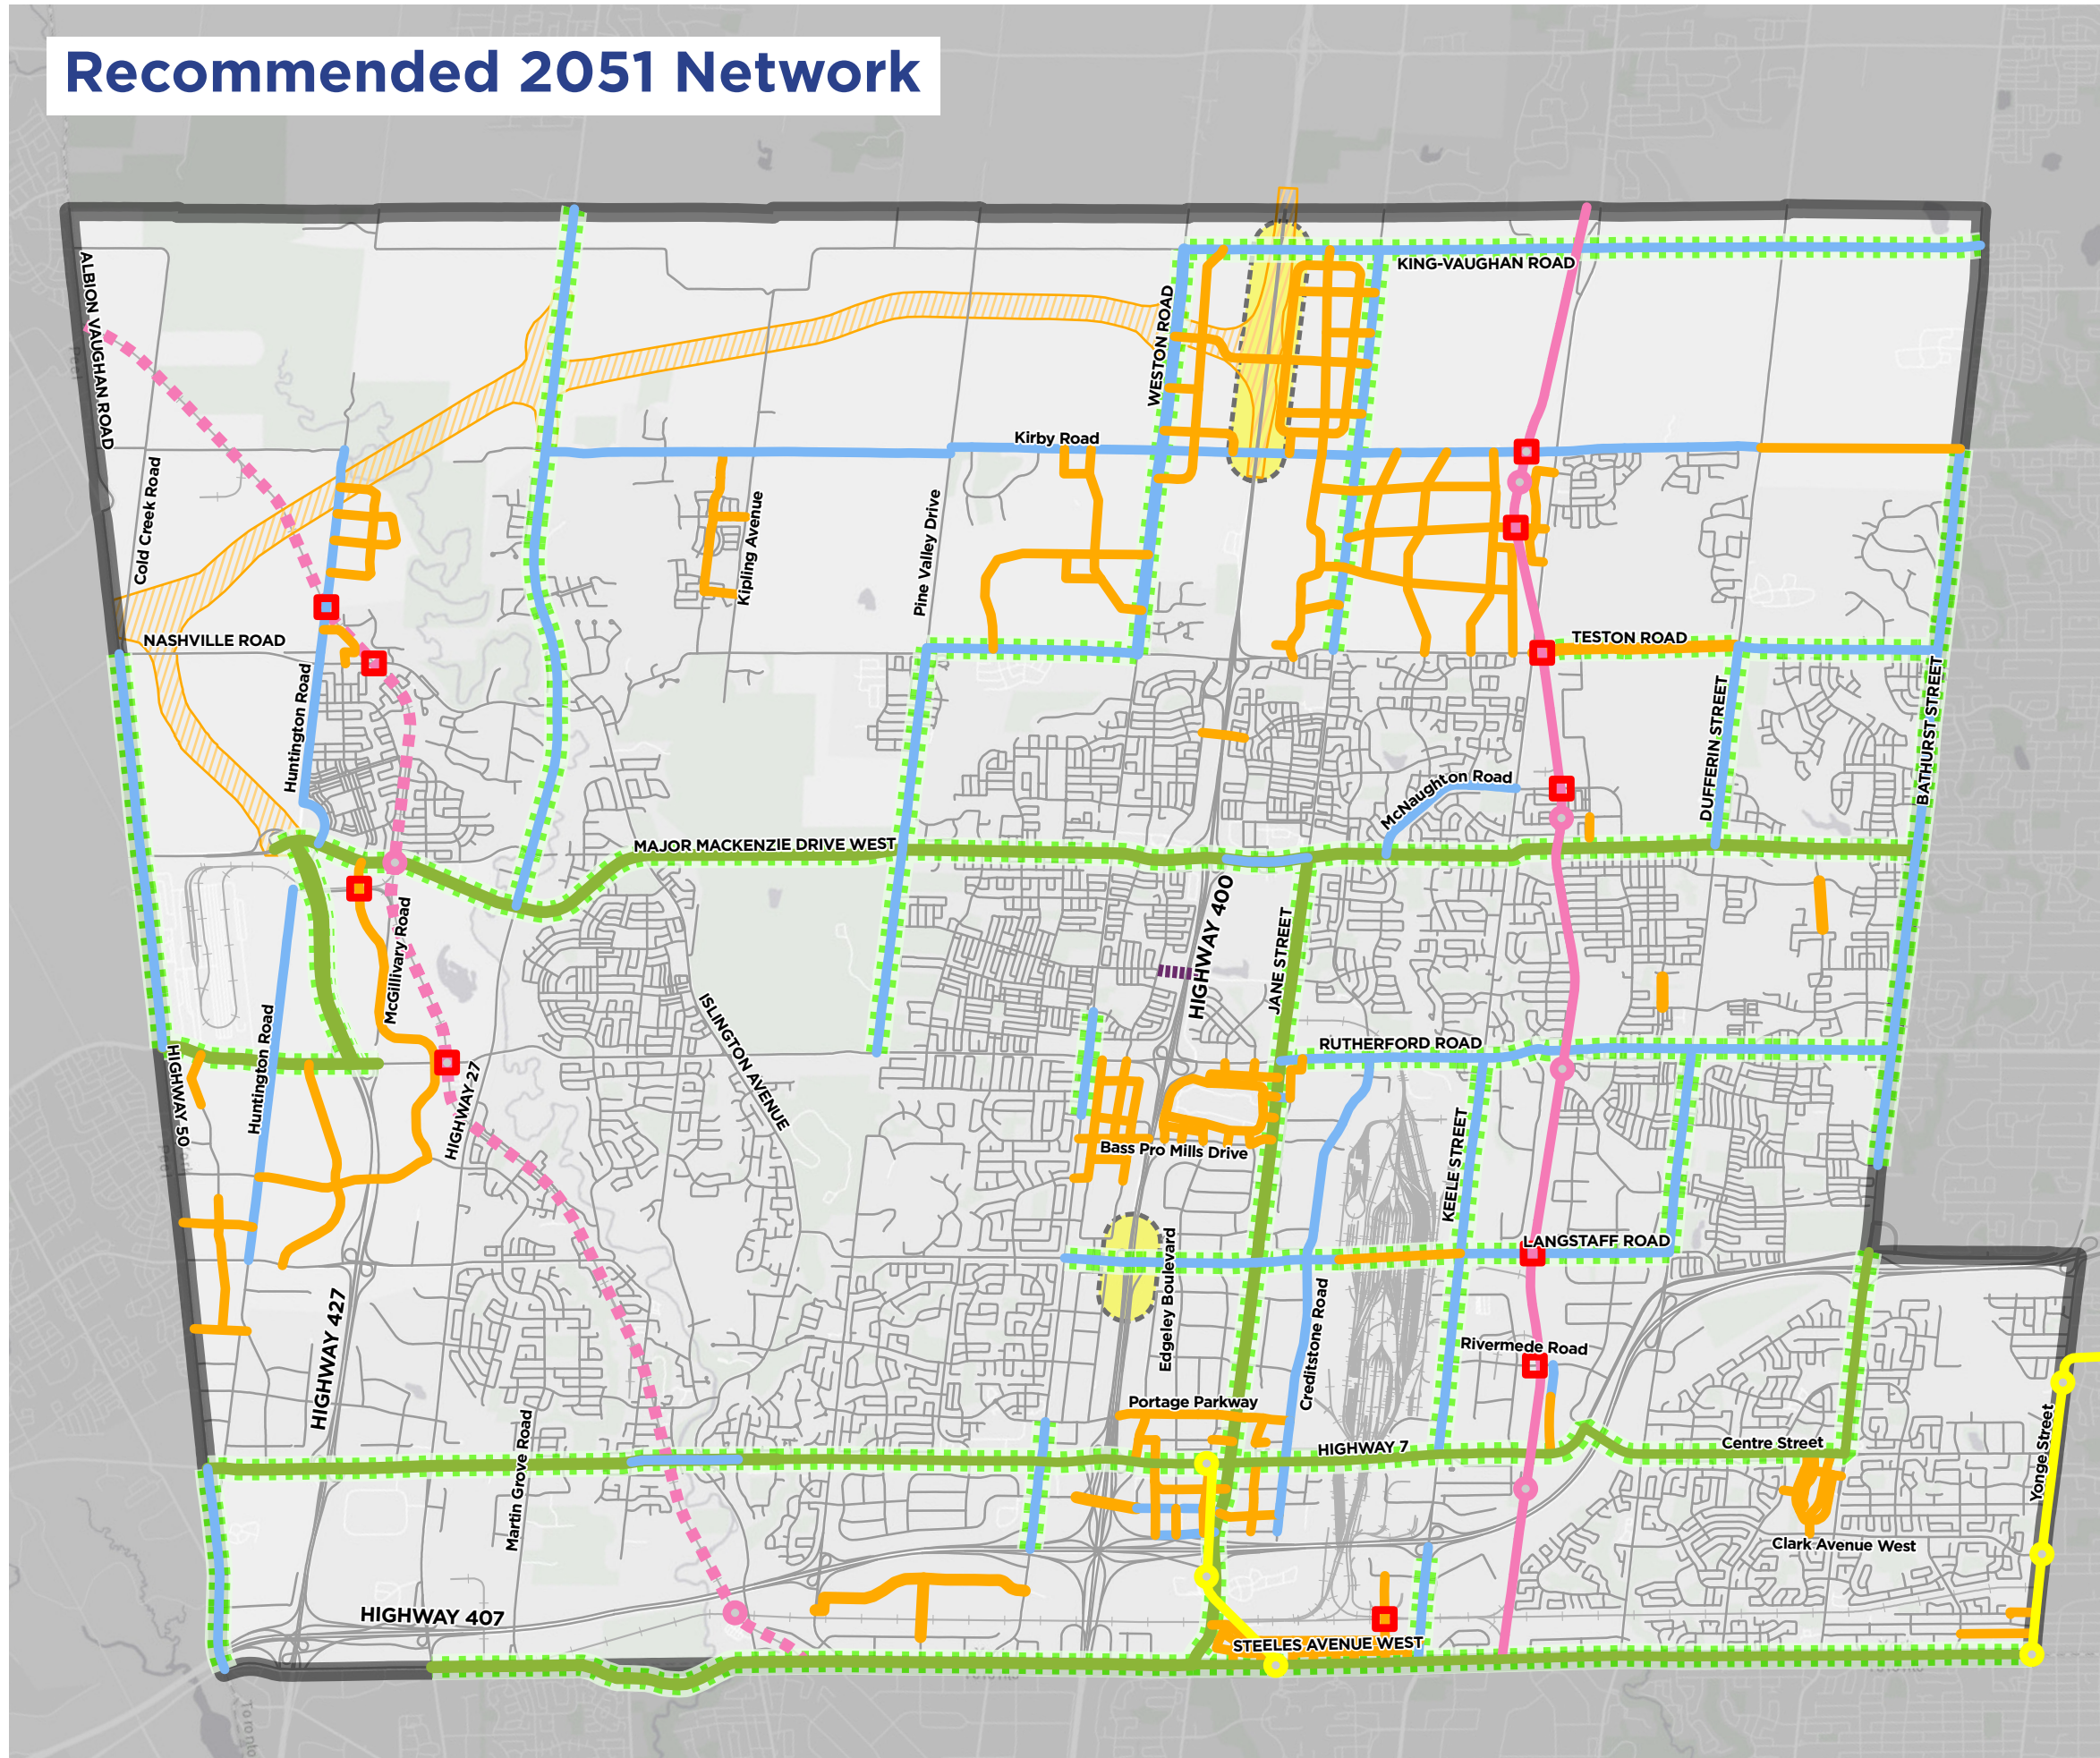 Recommended 2051 Network
KING-VAUGHAN ROAD
ALBION VAUGHAN ROAD
WESTON ROAD
Kirby Road
Cold Creek Road
Kipling Avenue
Pine Valley Drive
NASHVILLE ROAD
TESTON ROAD
Huntington Road
DUFFERIN STREET
BATHURST STREET
McNaughton Road
MAJOR MACKENZIE DRIVE WEST
HIGHWAY 400
McGillivary Road
JANE STREET
ISLINGTON AVENUE
Huntington Road
RUTHERFORD ROAD
HIGHWAY 50
HIGHWAY 27
KEELE STREET
Bass Pro Mills Drive
LANGSTAFF ROAD
Edgeley Boulevard
HIGHWAY 427
Creditstone Road
Rivermede Road
Portage Parkway
Martin Grove Road
HIGHWAY 7
Centre Street
Yonge Street
Clark Avenue West
HIGHWAY 407
STEELES AVENUE WEST
Peel
Toronto